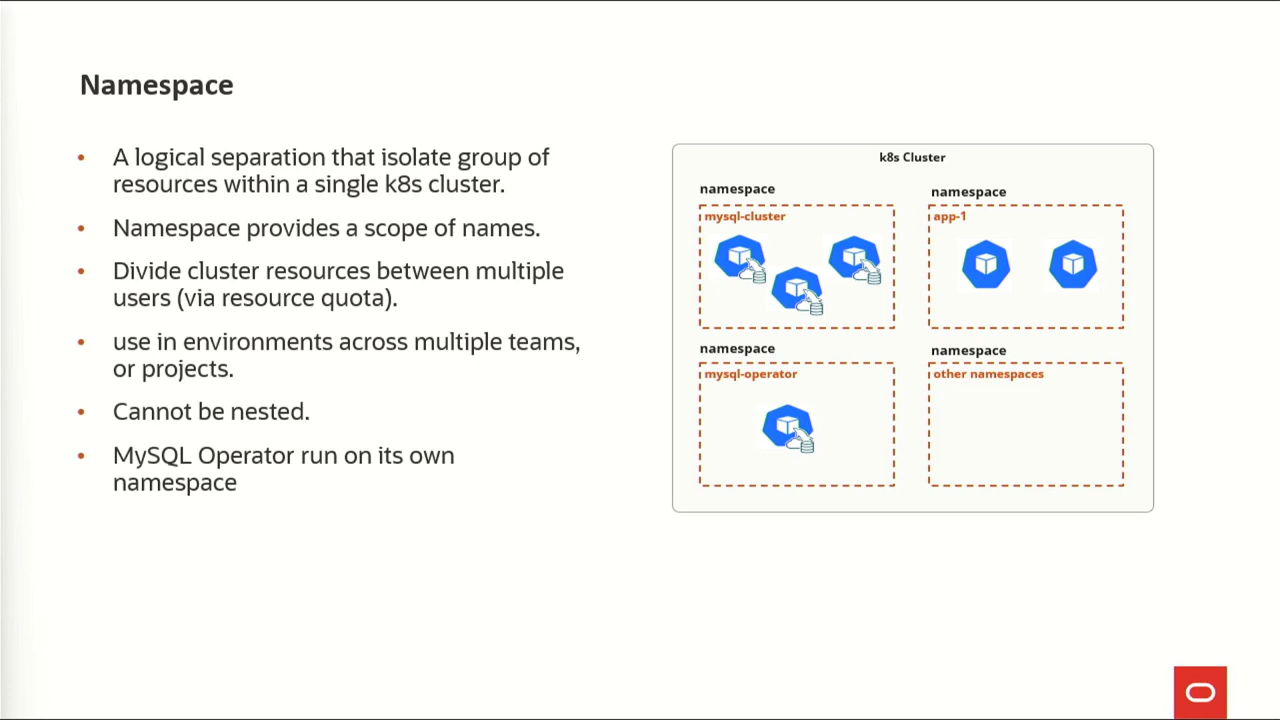 Namespace
• A logical separation that isolate group of
resources within a single k8s cluster.
• Namespace provides a scope of names.
• Divide cluster resources between multiple
users (via resource quota).
• use in environments across multiple teams,
or projects.
• Cannot be nested.
• MySQL Operator run on its own
namespace
k8s Cluster
namespace
mysql-cluster
namespace
app-1
namespace
mysql-operator
namespace
other namespaces